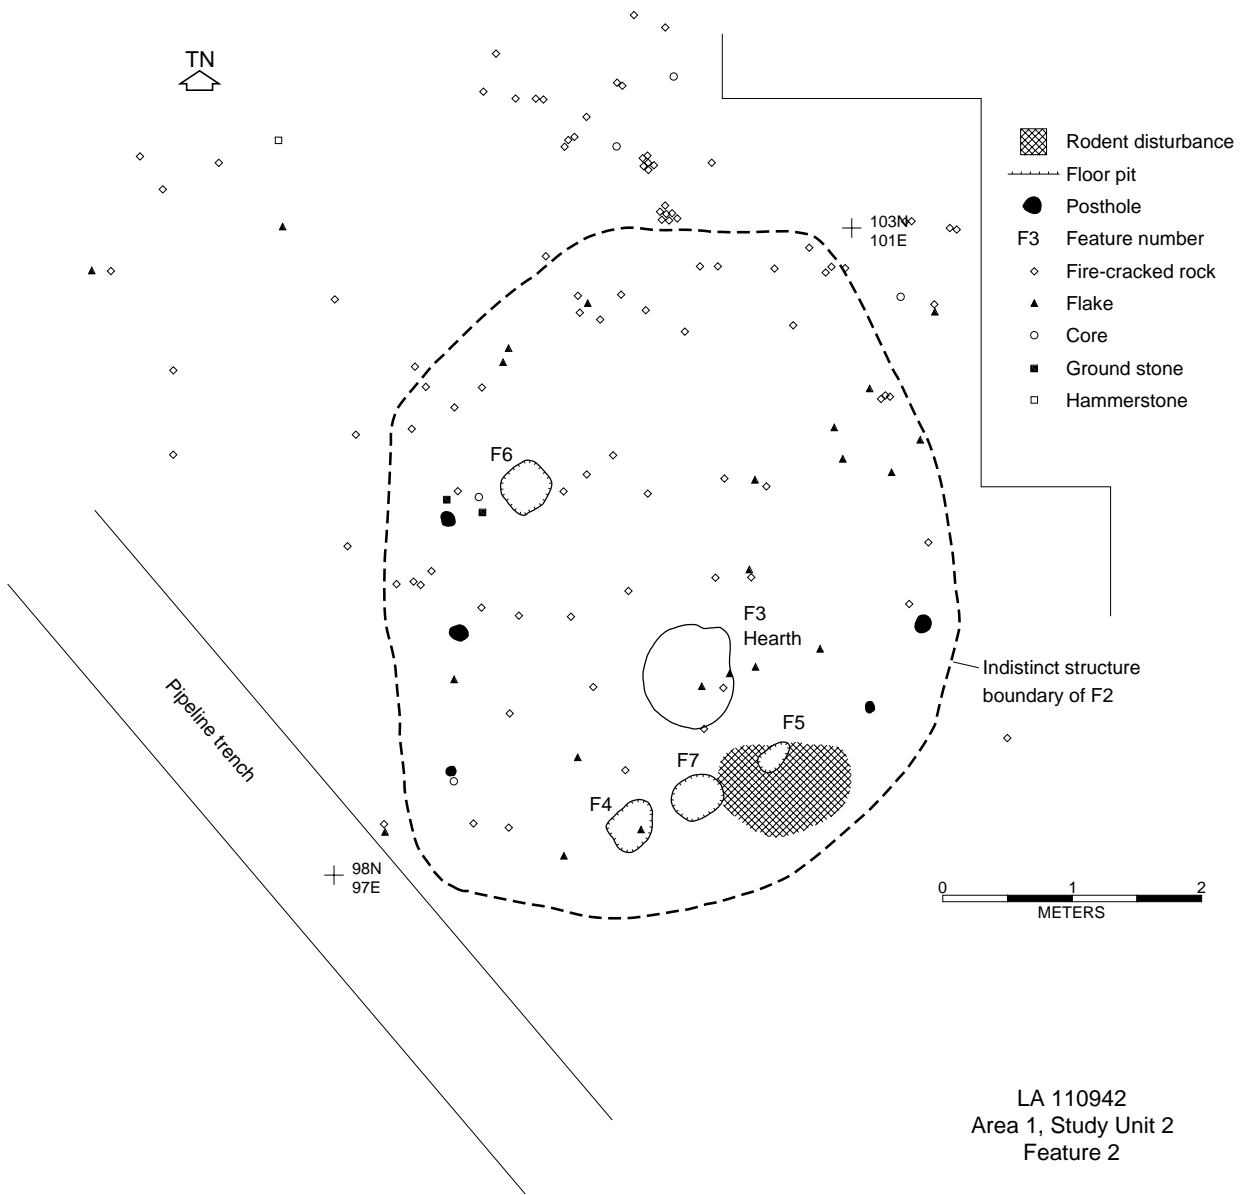 TN
Rodent disturbance
Floor pit
Posthole
F3 Feature number
Fire-cracked rock
Flake
Core
Ground stone
Hammerstone
103N
101E
F6
F3
Hearth
Indistinct structure
boundary of F2
Pipeline trench
F5
F7
F4
98N
97E
0 1 2
METERS
LA 110942
Area 1, Study Unit 2
Feature 2